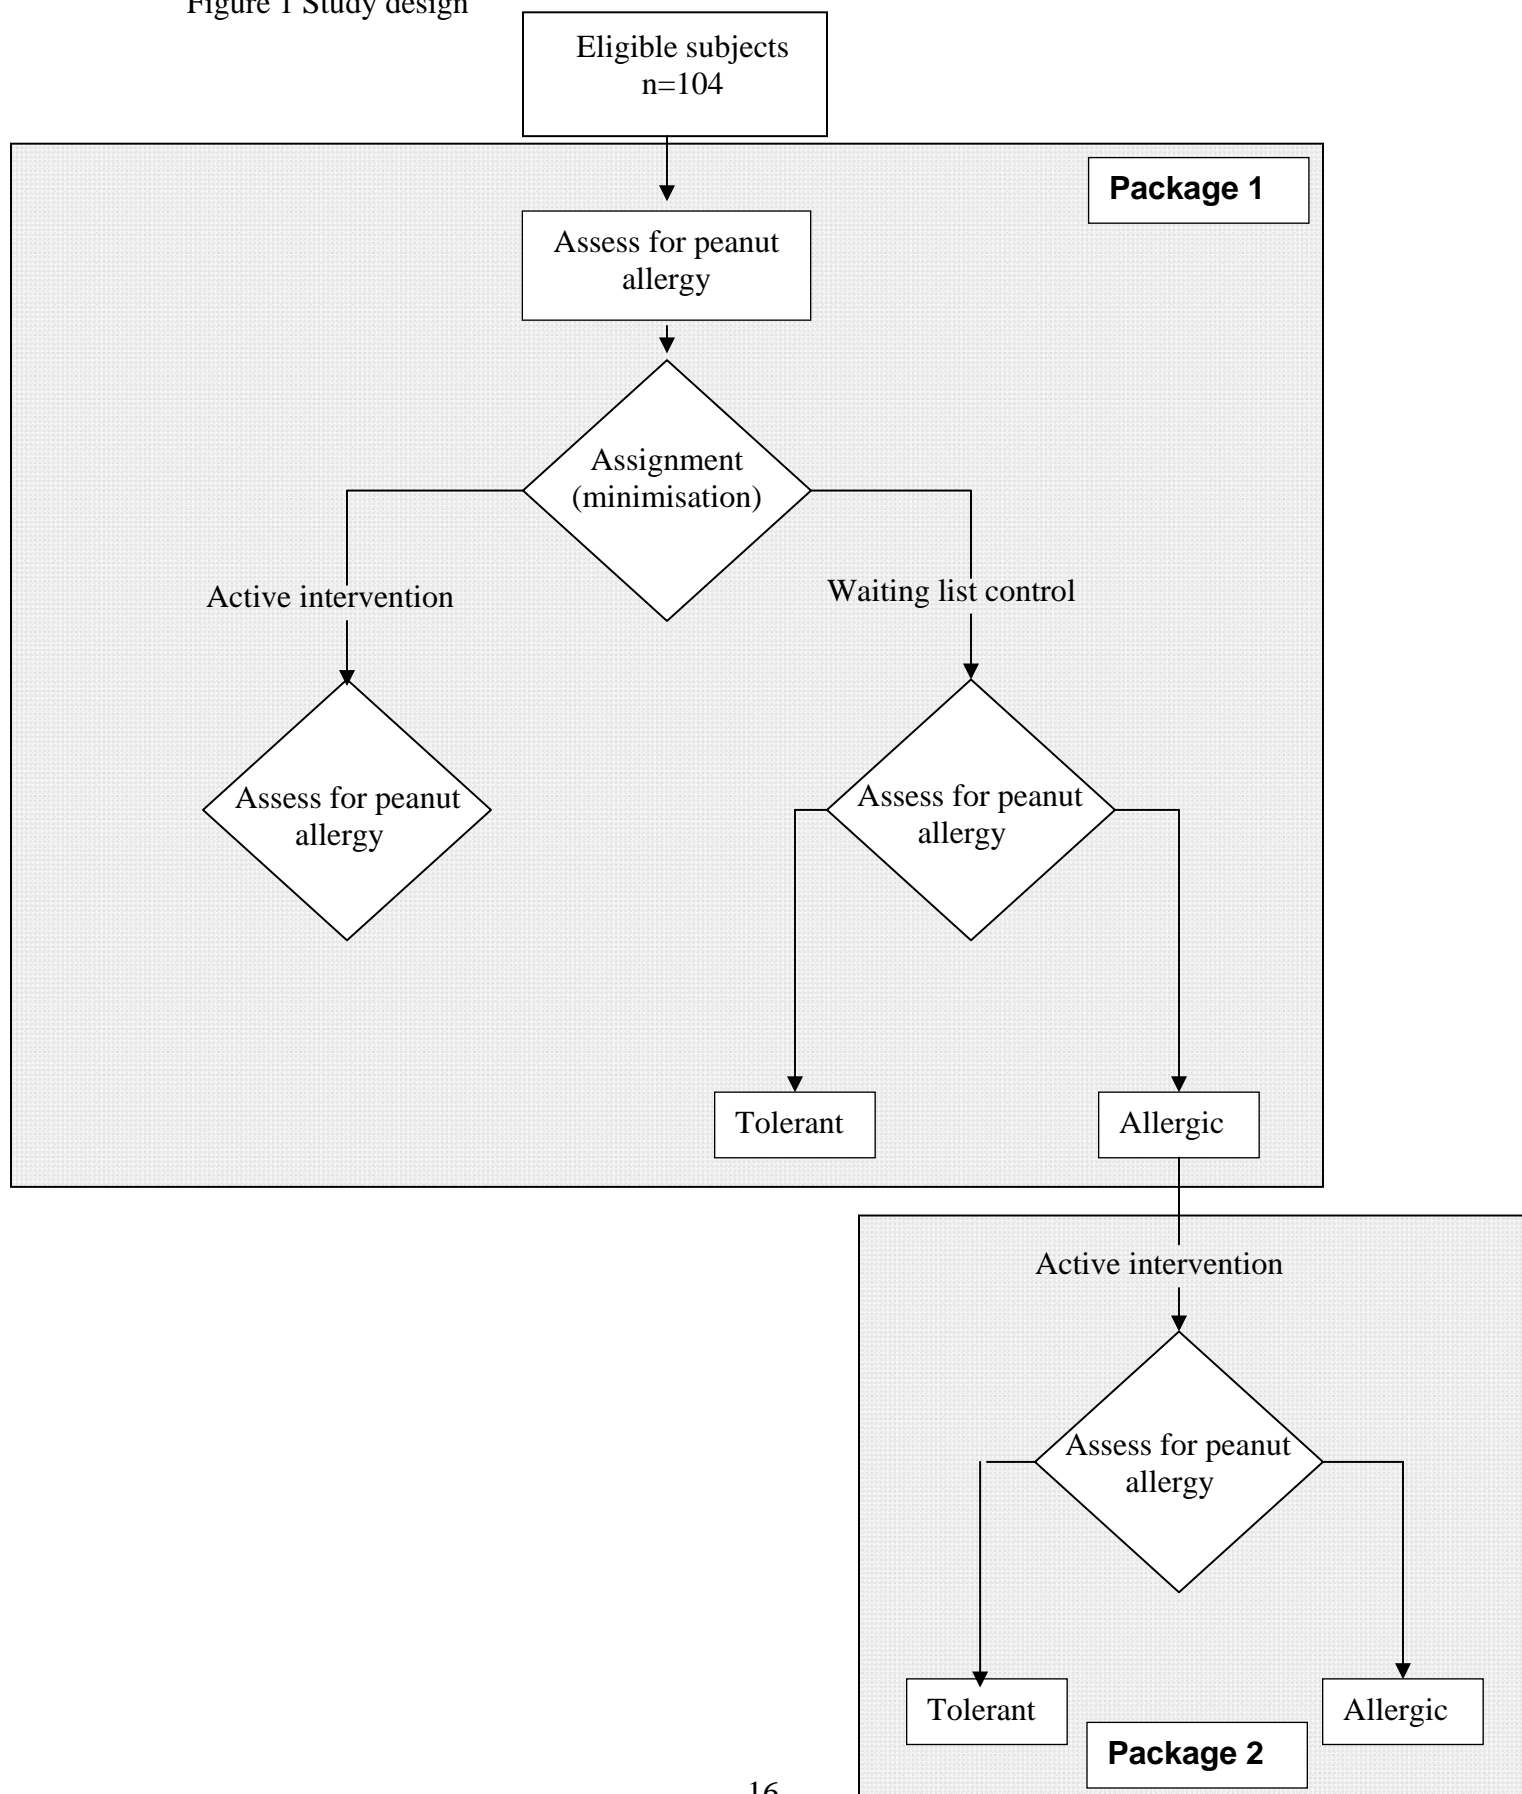 Figure 1 Study design
Eligible subjects
n=104
Package 1
Assess for peanut
allergy
Assignment
(minimisation)
Active intervention
Waiting list control
Assess for peanut
allergy
Assess for peanut
allergy
Tolerant
Allergic
Active intervention
Assess for peanut
allergy
Tolerant
Allergic
Package 2
16